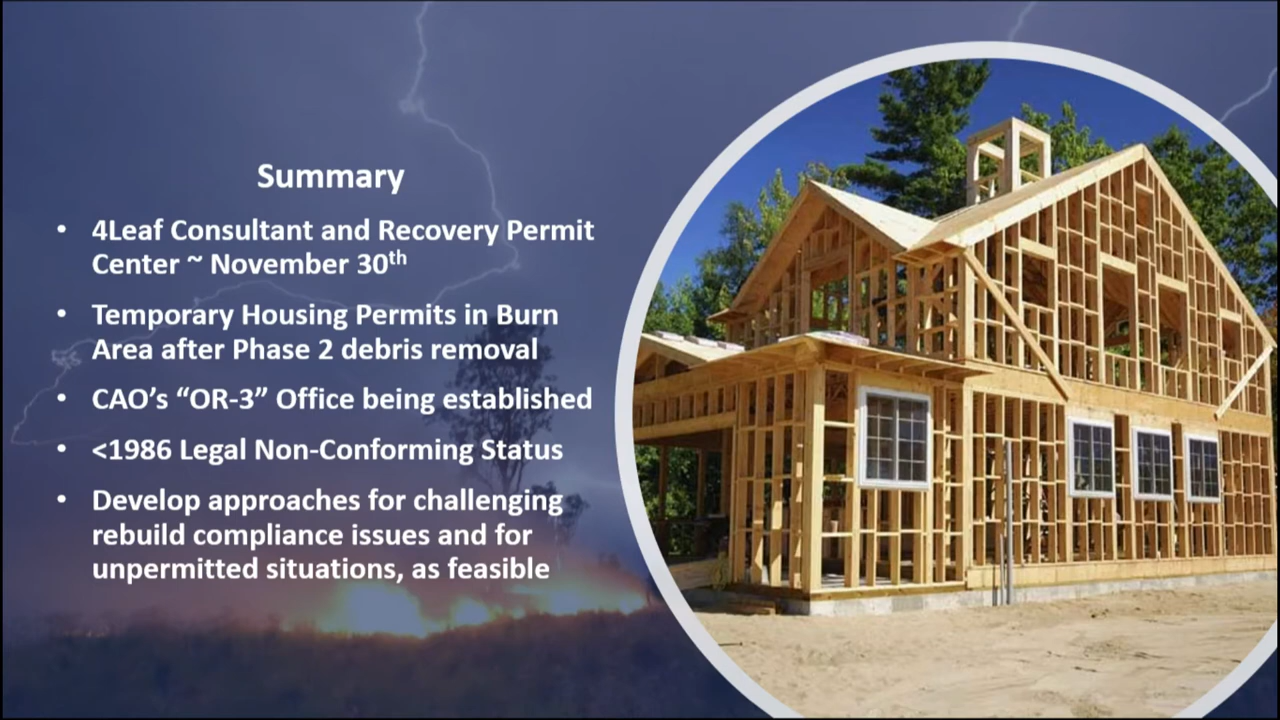 Summary
• 4Leaf Consultant and Recovery Permit
Center ~ November 30th
• Temporary Housing Permits in Burn
Area after Phase 2 debris removal
• CAO’s “OR-3” Office being established
• <1986 Legal Non-Conforming Status
• Develop approaches for challenging
rebuild compliance issues and for
unpermitted situations, as feasible